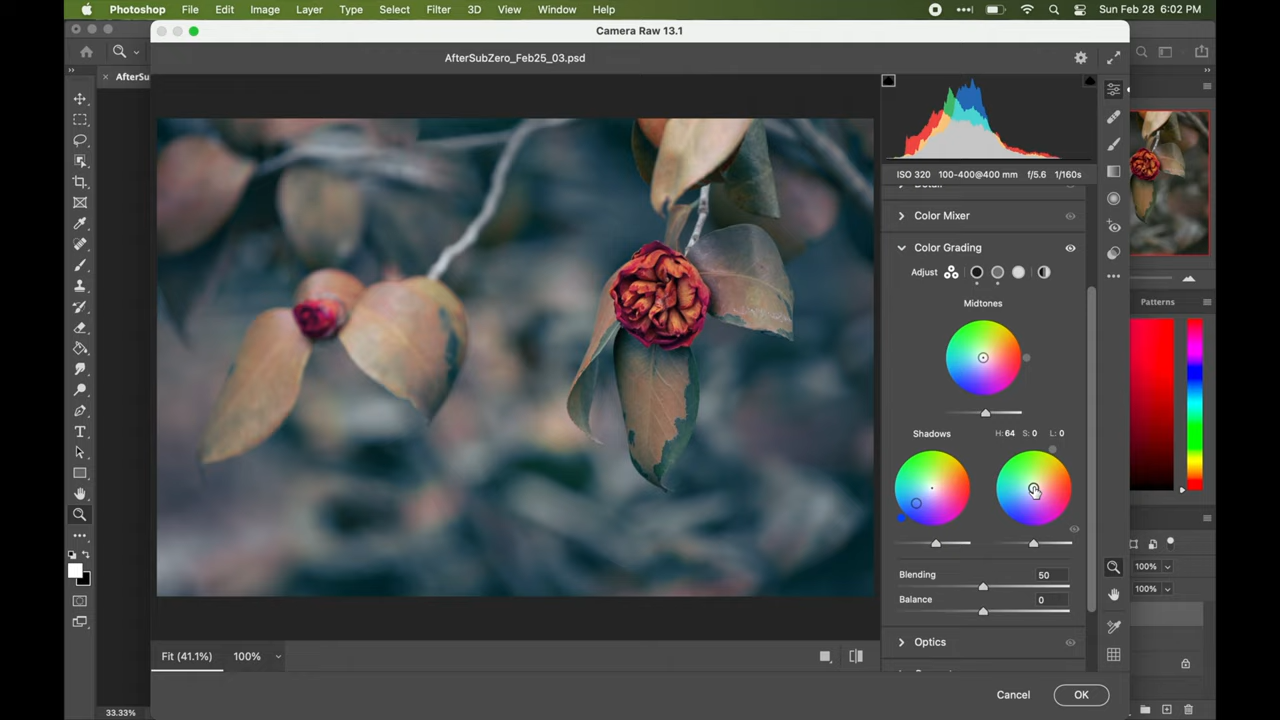 Photoshop File Edit Image Layer Type Select Filter 3D View Window Help Sun Feb 28 6:02 PM
Camera Raw 13.1
AfterSubZero_Feb25_03.psd
AfterSu
ISO 320 100-400@400 mm f/5.6 1/160s
Detail
Color Mixer
Color Grading
Adjust
Midtones
Patterns
Shadows H: 64 S: 0 L: 0
Blending 50
100%
Balance 0
100%
Optics
Fit (41.1%) 100%
Cancel OK
33.33%